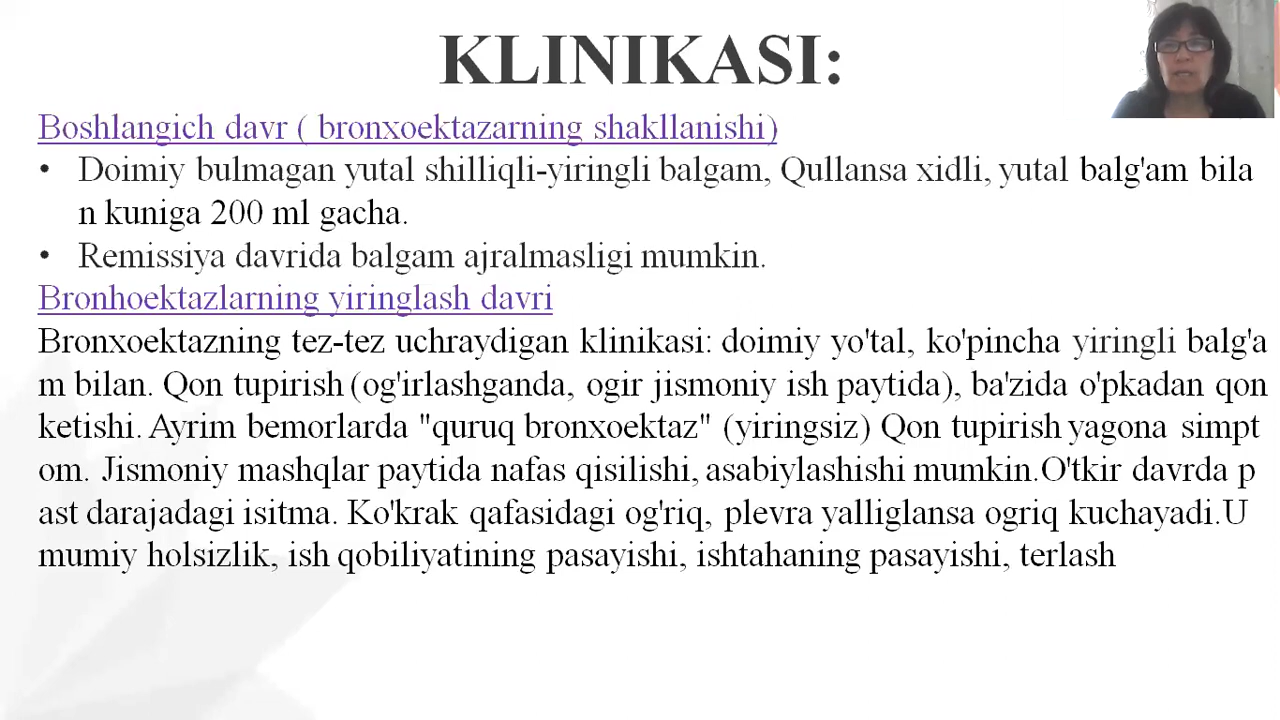 KLINIKASI:
Boshlangich davr ( bronxoektazarning shakllanishi)
• Doimiy bulmagan yutal shilliqli-yiringli balgam, Qullansa xidli, yutal balg'am bila
n kuniga 200 ml gacha.
• Remissiya davrida balgam ajralmasligi mumkin.
Bronhoektazlarning yiringlash davri
Bronxoektazning tez-tez uchraydigan klinikasi: doimiy yo'tal, ko'pincha yiringli balg'a
m bilan. Qon tupirish (og'irlashganda, ogir jismoniy ish paytida), ba'zida o'pkadan qon
ketishi. Ayrim bemorlarda "quruq bronxoektaz" (yiringsiz) Qon tupirish yagona simpt
om. Jismoniy mashqlar paytida nafas qisilishi, asabiylashishi mumkin.O'tkir davrda p
ast darajadagi isitma. Ko'krak qafasidagi og'riq, plevra yalliglansa ogriq kuchayadi.U
mumiy holsizlik, ish qobiliyatining pasayishi, ishtahaning pasayishi, terlash